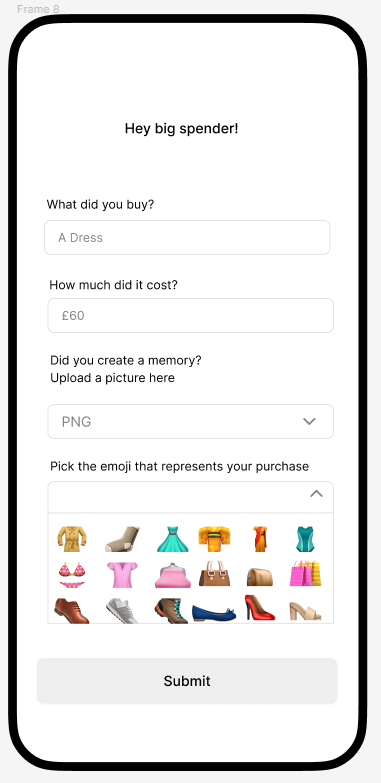 Frame 8
Hey big spender!
What did you buy?
A Dress
How much did it cost?
£60
Did you create a memory?
Upload a picture here
PNG
Pick the emoji that represents your purchase
Submit